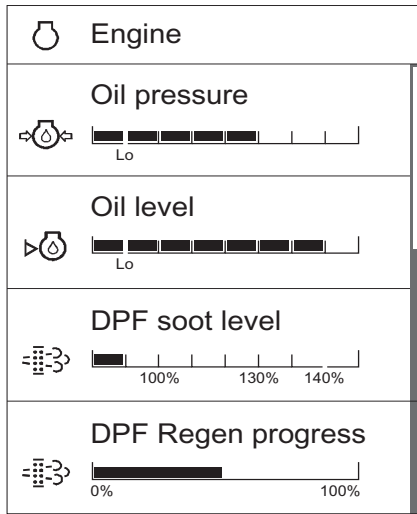 Engine
Oil pressure
Lo
Oil level
Lo
DPF soot level
100% 130% 140%
DPF Regen progress
0% 100%